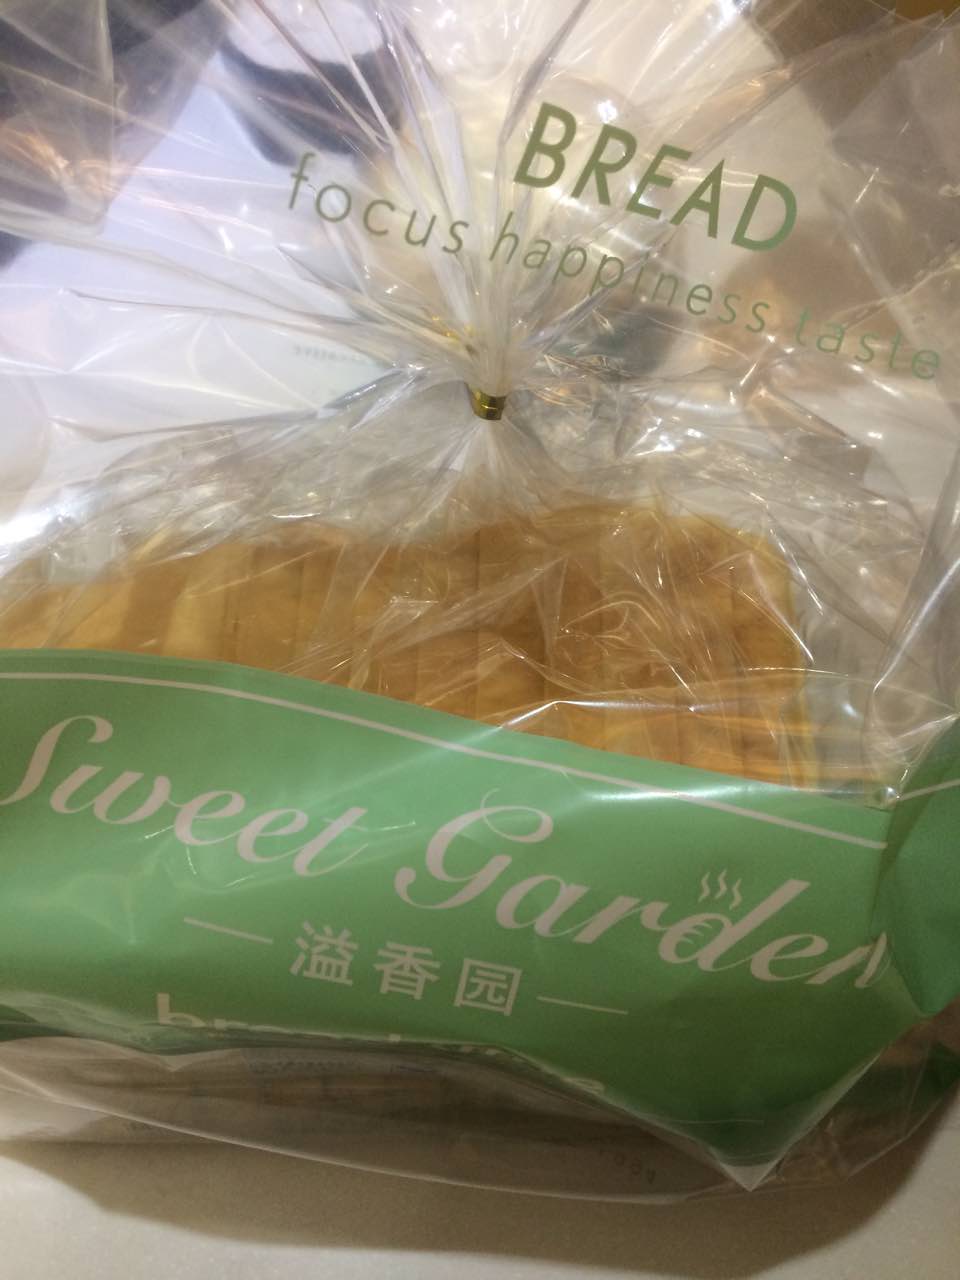 BREAD
focus happiness taste
Sweet Garden
溢香园